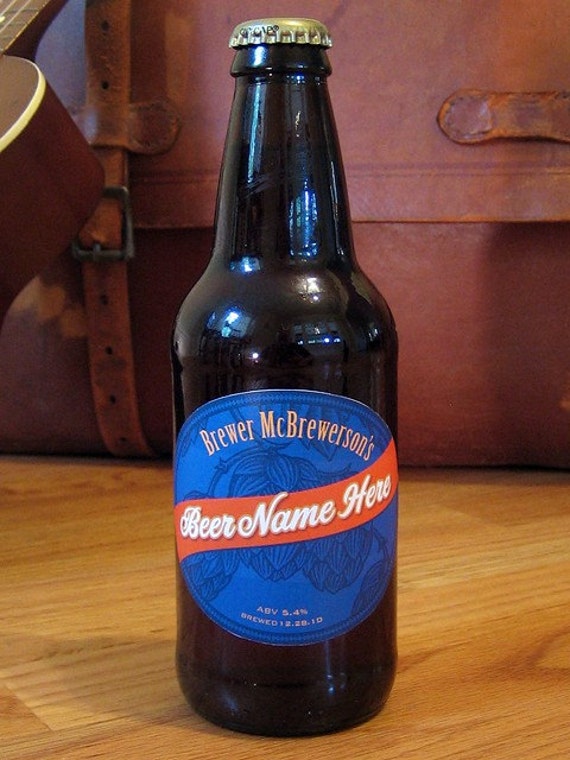 Brewer McBrewerson's
Beer Name Here
ABV 5.4%
BREWED 12.28.10